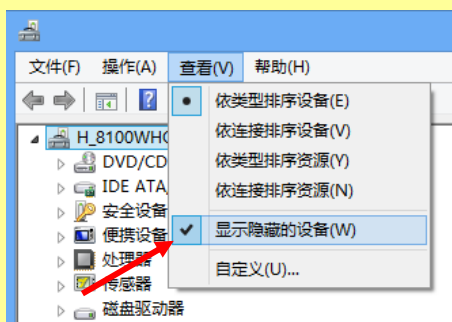 文件(F) 操作(A) 查看(V) 帮助(H)
依类型排序设备(E)
依连接排序设备(V)
依类型排序资源(Y)
依连接排序资源(N)
显示隐藏的设备(W)
自定义(U)...
H_8100WH
DVD/CD
IDE ATA
安全设备
便携设备
处理器
传感器
磁盘驱动器